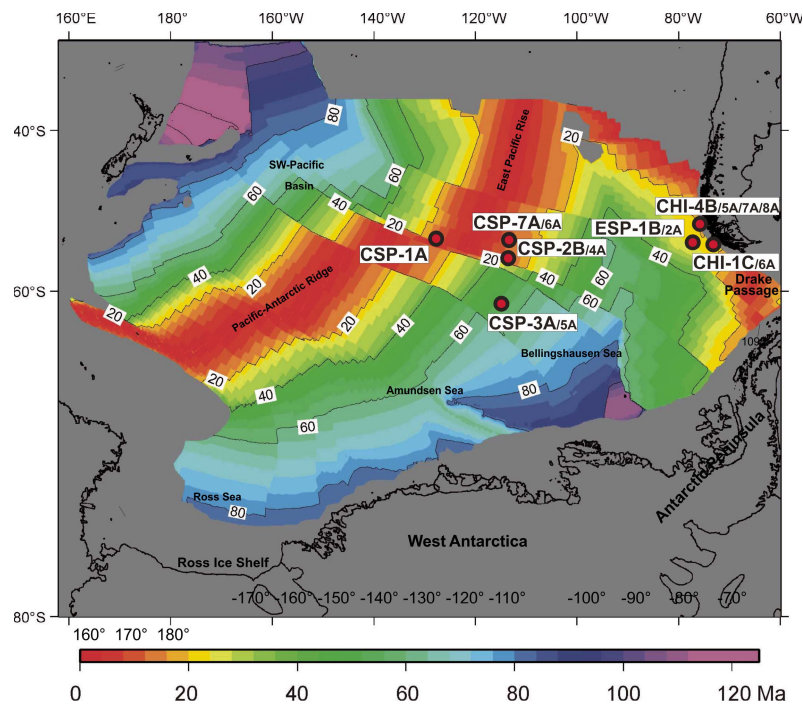 160°E 180° 160°W 140°W 120°W 100°W 80°W 60°W
40°S
60°S
80°S
80
60
40
20
SW-Pacific
Basin
60
40
20
60
East Pacific Rise
20
CHI-4B/5A/7A/8A
ESP-1B/2A
CSP-7A/6A
CSP-1A
CSP-2B/4A
20
CHI-1C/6A
40
40
Drake
Passage
40
20
Pacific-Antarctic Ridge
20
60
60
CSP-3A/5A
20
40
20
40
Bellingshausen Sea
Amundsen Sea
80
60
Ross Sea
80
Antarctic Peninsula
West Antarctica
Ross Ice Shelf
-170° -160° -150° -140° -130° -120° -110° -100° -90° -80° -70°
160° 170° 180°
0 20 40 60 80 100 120 Ma